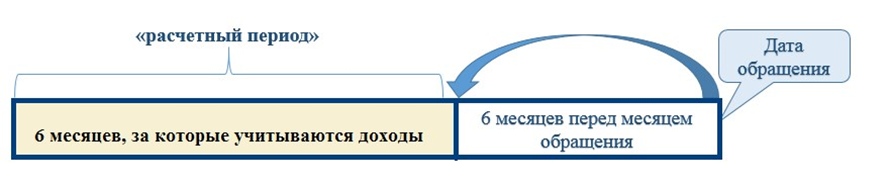 «расчетный период»
Дата
обращения
6 месяцев, за которые учитываются доходы
6 месяцев перед месяцем
обращения